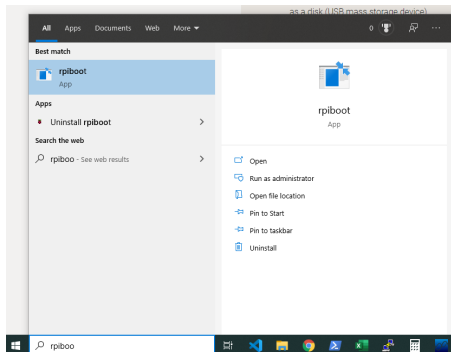 as a disk (USB mass storage device)
All Apps Documents Web More 0 ...
Best match
rpiboot
App
Apps
Uninstall rpiboot
Search the web
rpiboo - See web results
rpiboot
App
Open
Run as administrator
Open file location
Pin to Start
Pin to taskbar
Uninstall
rpiboo